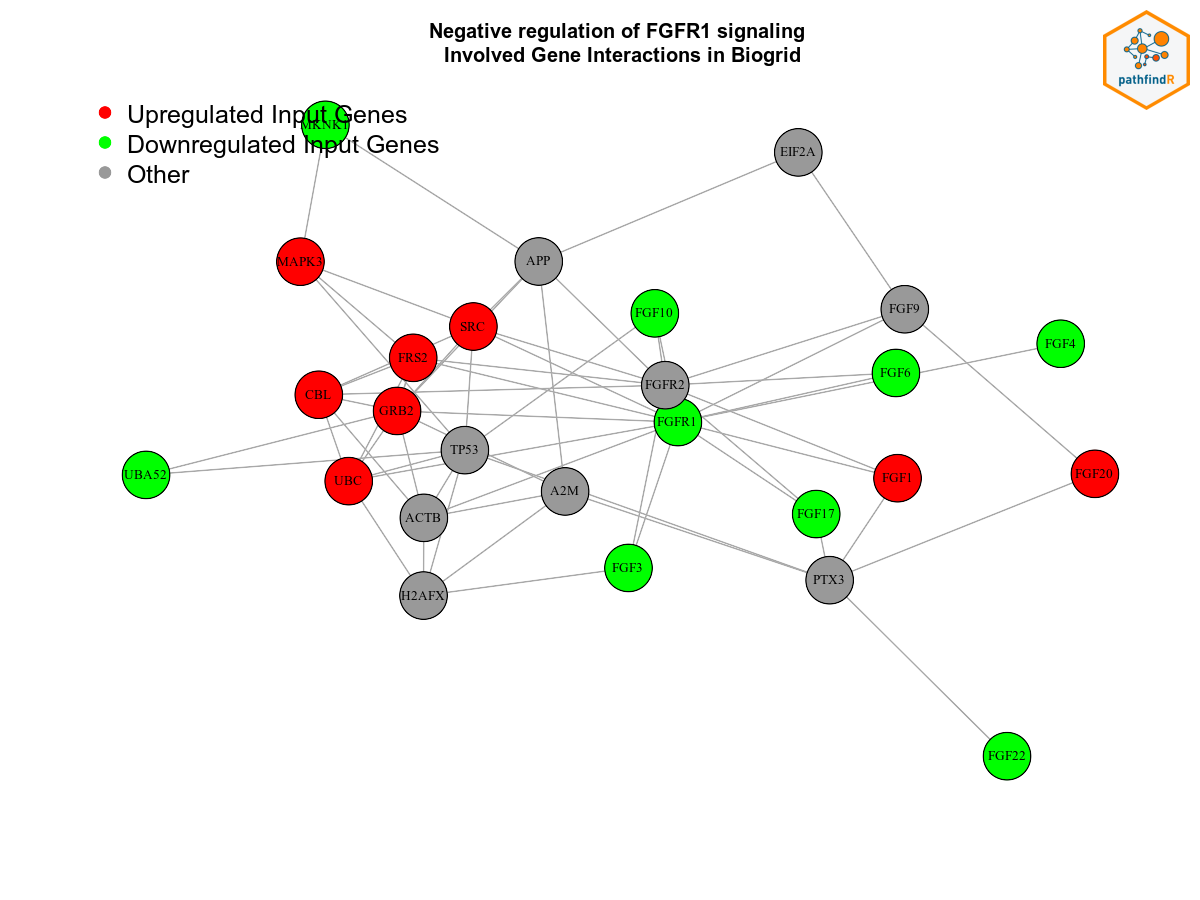 Negative regulation of FGFR1 signaling
Involved Gene Interactions in Biogrid
pathfindR
Upregulated Input Genes
MKNK1
Downregulated Input Genes
Other
EIF2A
MAPK3
APP
FGF10
FGF9
SRC
FGF4
FRS2
FGF6
FGFR2
CBL
GRB2
FGFR1
TP53
UBA52
UBC
A2M
FGF1
FGF20
ACTB
FGF17
FGF3
PTX3
H2AFX
FGF22